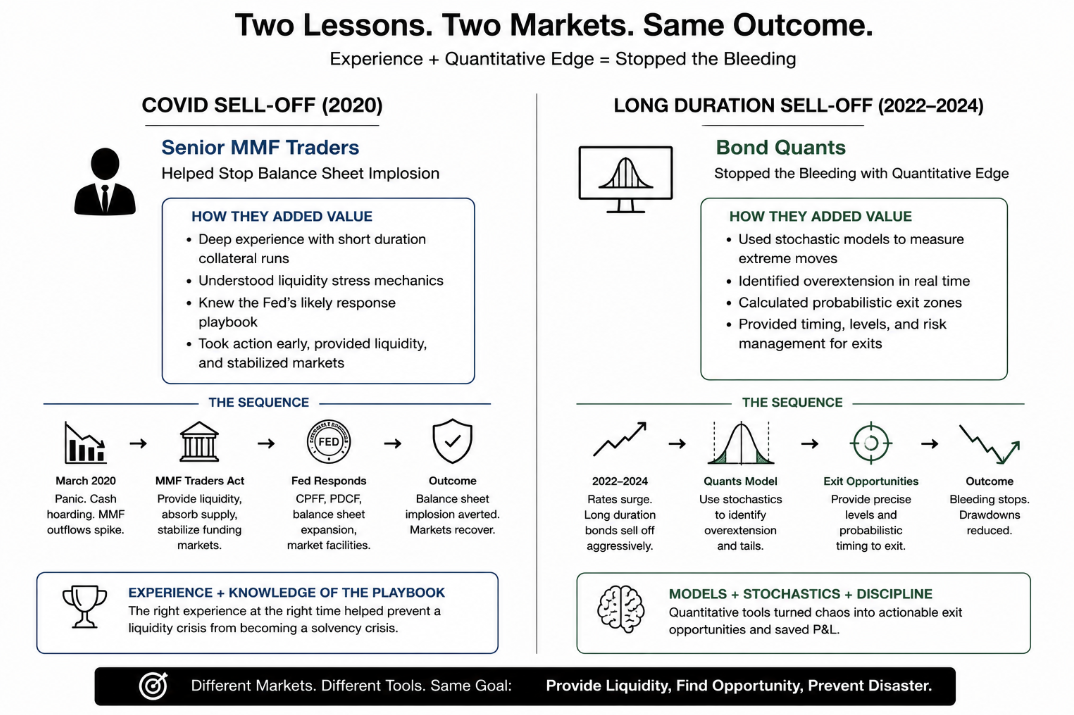 Two Lessons. Two Markets. Same Outcome.
Experience + Quantitative Edge = Stopped the Bleeding
COVID SELL-OFF (2020)
Senior MMF Traders
Helped Stop Balance Sheet Implosion
HOW THEY ADDED VALUE
• Deep experience with short duration
collateral runs
• Understood liquidity stress mechanics
• Knew the Fed's likely response
playbook
• Took action early, provided liquidity,
and stabilized markets
THE SEQUENCE
March 2020
Panic. Cash
hoarding. MMF
outflows spike.
MMF Traders Act
Provide liquidity,
absorb supply,
stabilize funding
markets.
FED
Fed Responds
CPFF, PDCF,
balance sheet
expansion,
market facilities.
Outcome
Balance sheet
implosion averted.
Markets recover.
EXPERIENCE + KNOWLEDGE OF THE PLAYBOOK
The right experience at the right time helped prevent a
liquidity crisis from becoming a solvency crisis.
LONG DURATION SELL-OFF (2022–2024)
Bond Quants
Stopped the Bleeding with Quantitative Edge
HOW THEY ADDED VALUE
• Used stochastic models to measure
extreme moves
• Identified overextension in real time
• Calculated probabilistic exit zones
• Provided timing, levels, and risk
management for exits
THE SEQUENCE
2022–2024
Rates surge.
Long duration
bonds sell off
aggressively.
Quants Model
Use stochastics
to identify
overextension
and tails.
Exit Opportunities
Provide precise
levels and
probabilistic
timing to exit.
Outcome
Bleeding stops.
Drawdowns
reduced.
MODELS + STOCHASTICS + DISCIPLINE
Quantitative tools turned chaos into actionable exit
opportunities and saved P&L.
Different Markets. Different Tools. Same Goal: Provide Liquidity, Find Opportunity, Prevent Disaster.